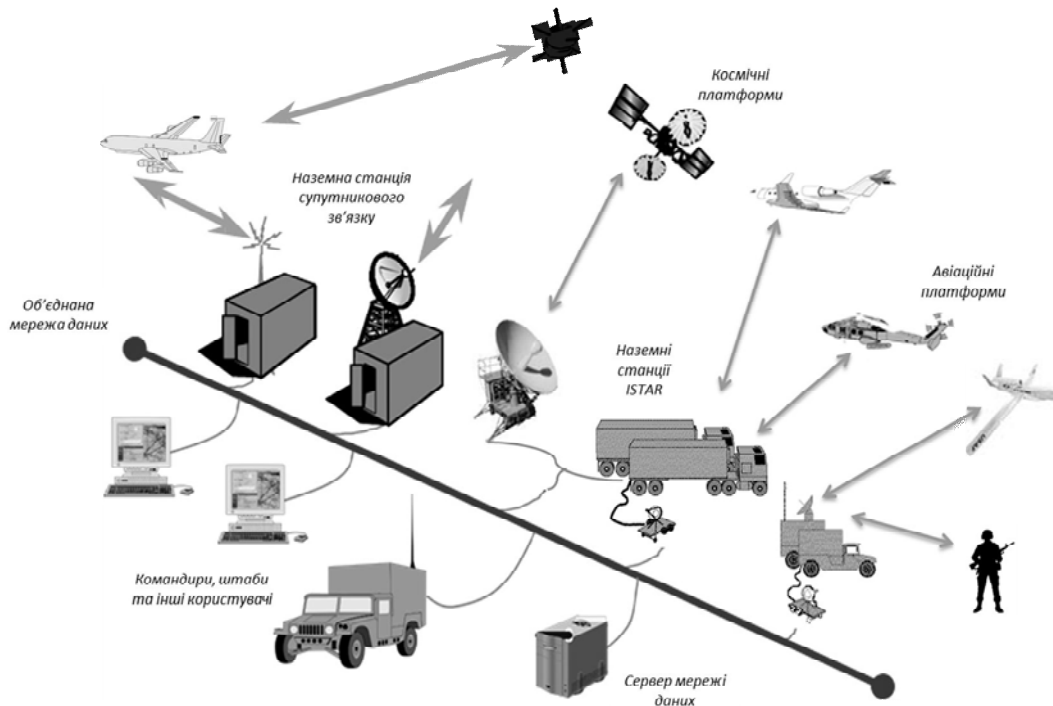 Космічні
платформи
Наземна станція
супутникового
зв’язку
Авіаційні
платформи
Об’єднана
мережа даних
Наземні
станції
ISTAR
Командири, штаби
та інші користувачі
Сервер мережі
даних